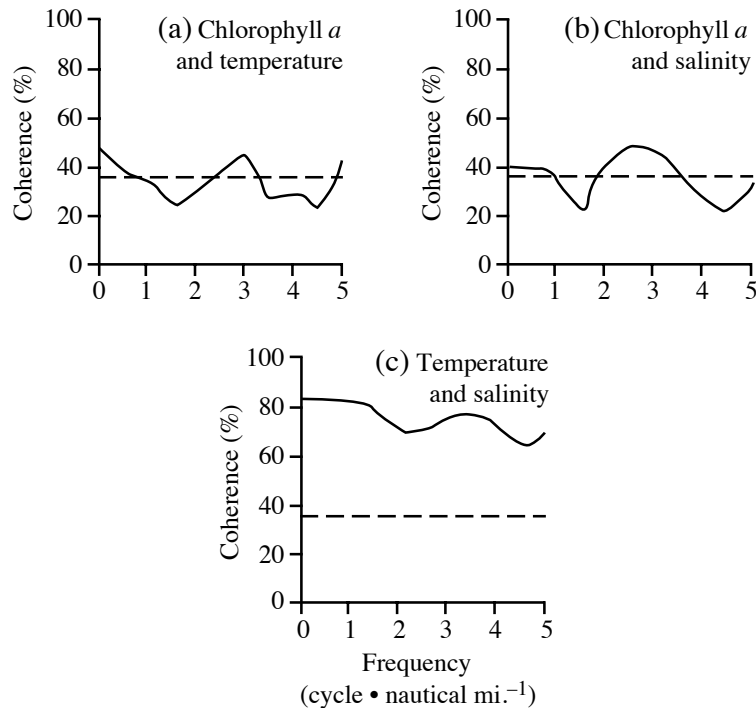 (a) Chlorophyll a
and temperature
Coherence (%)
100
80
60
40
20
0
0 1 2 3 4 5
(b) Chlorophyll a
and salinity
Coherence (%)
100
80
60
40
20
0
0 1 2 3 4 5
(c) Temperature
and salinity
Coherence (%)
100
80
60
40
20
0
0 1 2 3 4 5
Frequency
(cycle • nautical mi.⁻¹)